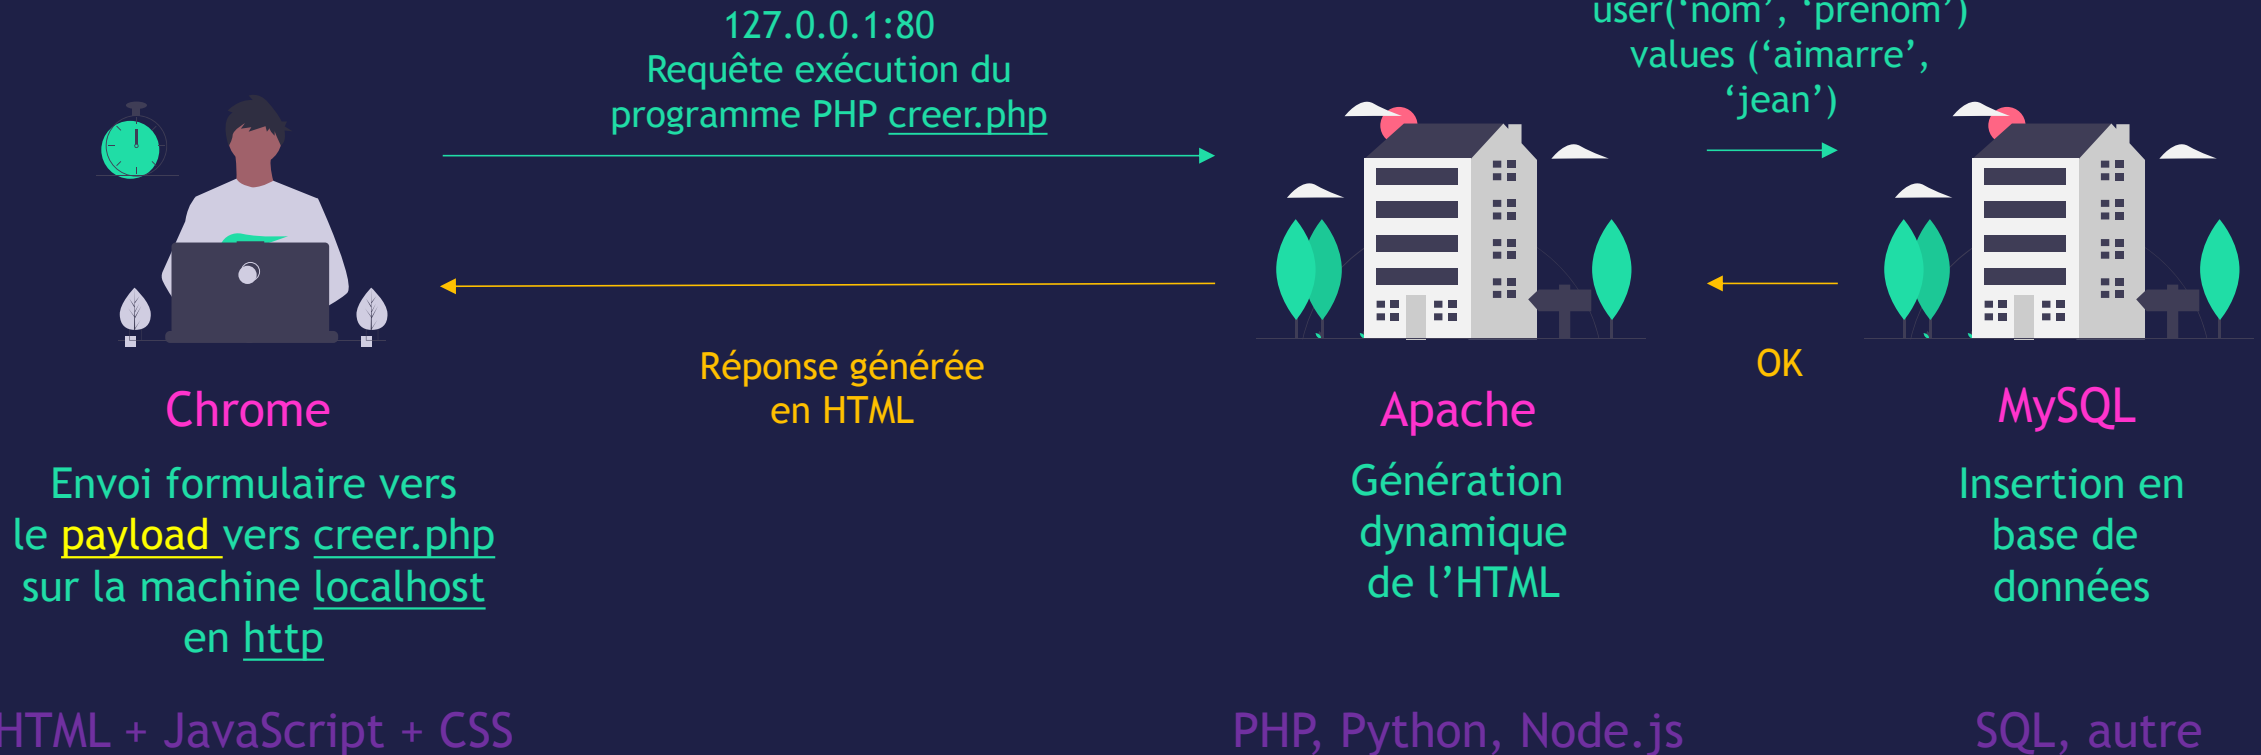 127.0.0.1:80
Requête exécution du
programme PHP creer.php
user(‘nom’, ‘prenom’)
values (‘aimarre’,
‘jean’)
Réponse générée
en HTML
OK
Chrome
Apache
MySQL
Envoi formulaire vers
le payload vers creer.php
sur la machine localhost
en http
Génération
dynamique
de l’HTML
Insertion en
base de
données
HTML + JavaScript + CSS
PHP, Python, Node.js
SQL, autre